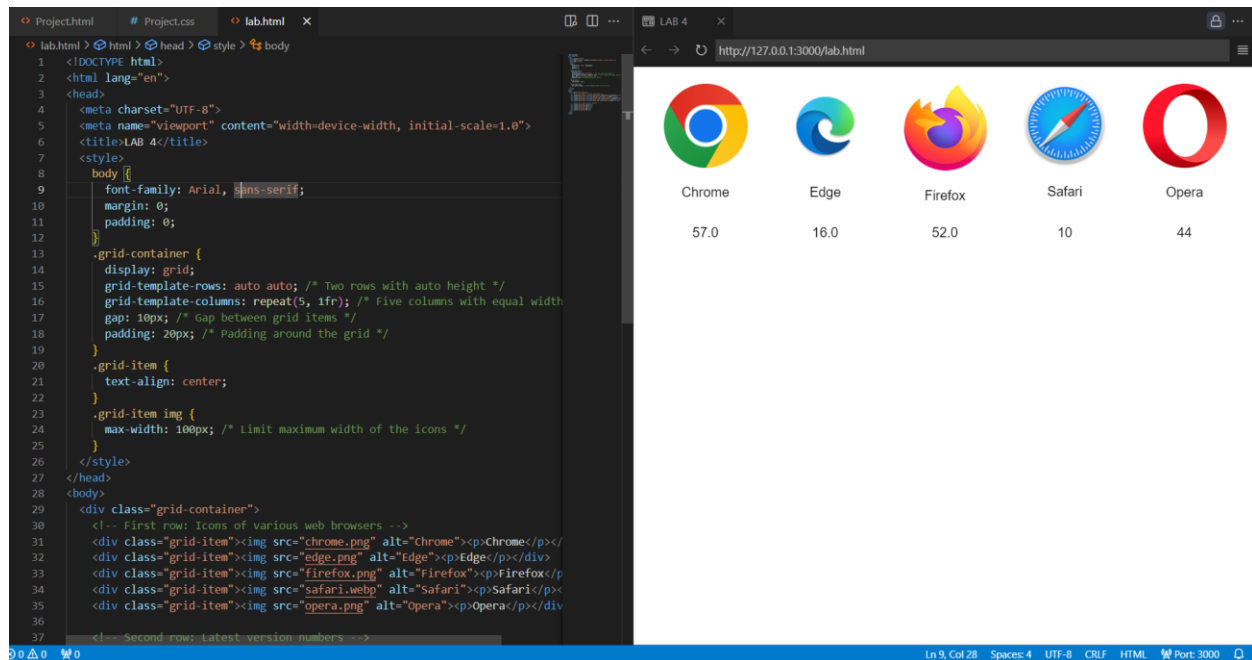 Project.html # Project.css lab.html ×
lab.html > html > head > style > body
1 <!DOCTYPE html>
2 <html lang="en">
3 <head>
4 <meta charset="UTF-8">
5 <meta name="viewport" content="width=device-width, initial-scale=1.0">
6 <title>LAB 4</title>
7 <style>
8 body {
9 font-family: Arial, sans-serif;
10 margin: 0;
11 padding: 0;
12 }
13 .grid-container {
14 display: grid;
15 grid-template-rows: auto auto; /* Two rows with auto height */
16 grid-template-columns: repeat(5, 1fr); /* Five columns with equal width
17 gap: 10px; /* Gap between grid items */
18 padding: 20px; /* Padding around the grid */
19 }
20 .grid-item {
21 text-align: center;
22 }
23 .grid-item img {
24 max-width: 100px; /* Limit maximum width of the icons */
25 }
26 </style>
27 </head>
28 <body>
29 <div class="grid-container">
30 <!-- First row: Icons of various web browsers -->
31 <div class="grid-item"><img src="chrome.png" alt="Chrome"><p>Chrome</p></
32 <div class="grid-item"><img src="edge.png" alt="Edge"><p>Edge</p></div>
33 <div class="grid-item"><img src="firefox.png" alt="Firefox"><p>Firefox</p
34 <div class="grid-item"><img src="safari.webp" alt="Safari"><p>Safari</p><
35 <div class="grid-item"><img src="opera.png" alt="Opera"><p>Opera</p></div
36
37 <!-- Second row: Latest version numbers -->
LAB 4 ×
http://127.0.0.1:3000/lab.html
Chrome Edge Firefox Safari Opera
57.0 16.0 52.0 10 44
0 0 0 Ln 9, Col 28 Spaces: 4 UTF-8 CRLF HTML Port: 3000